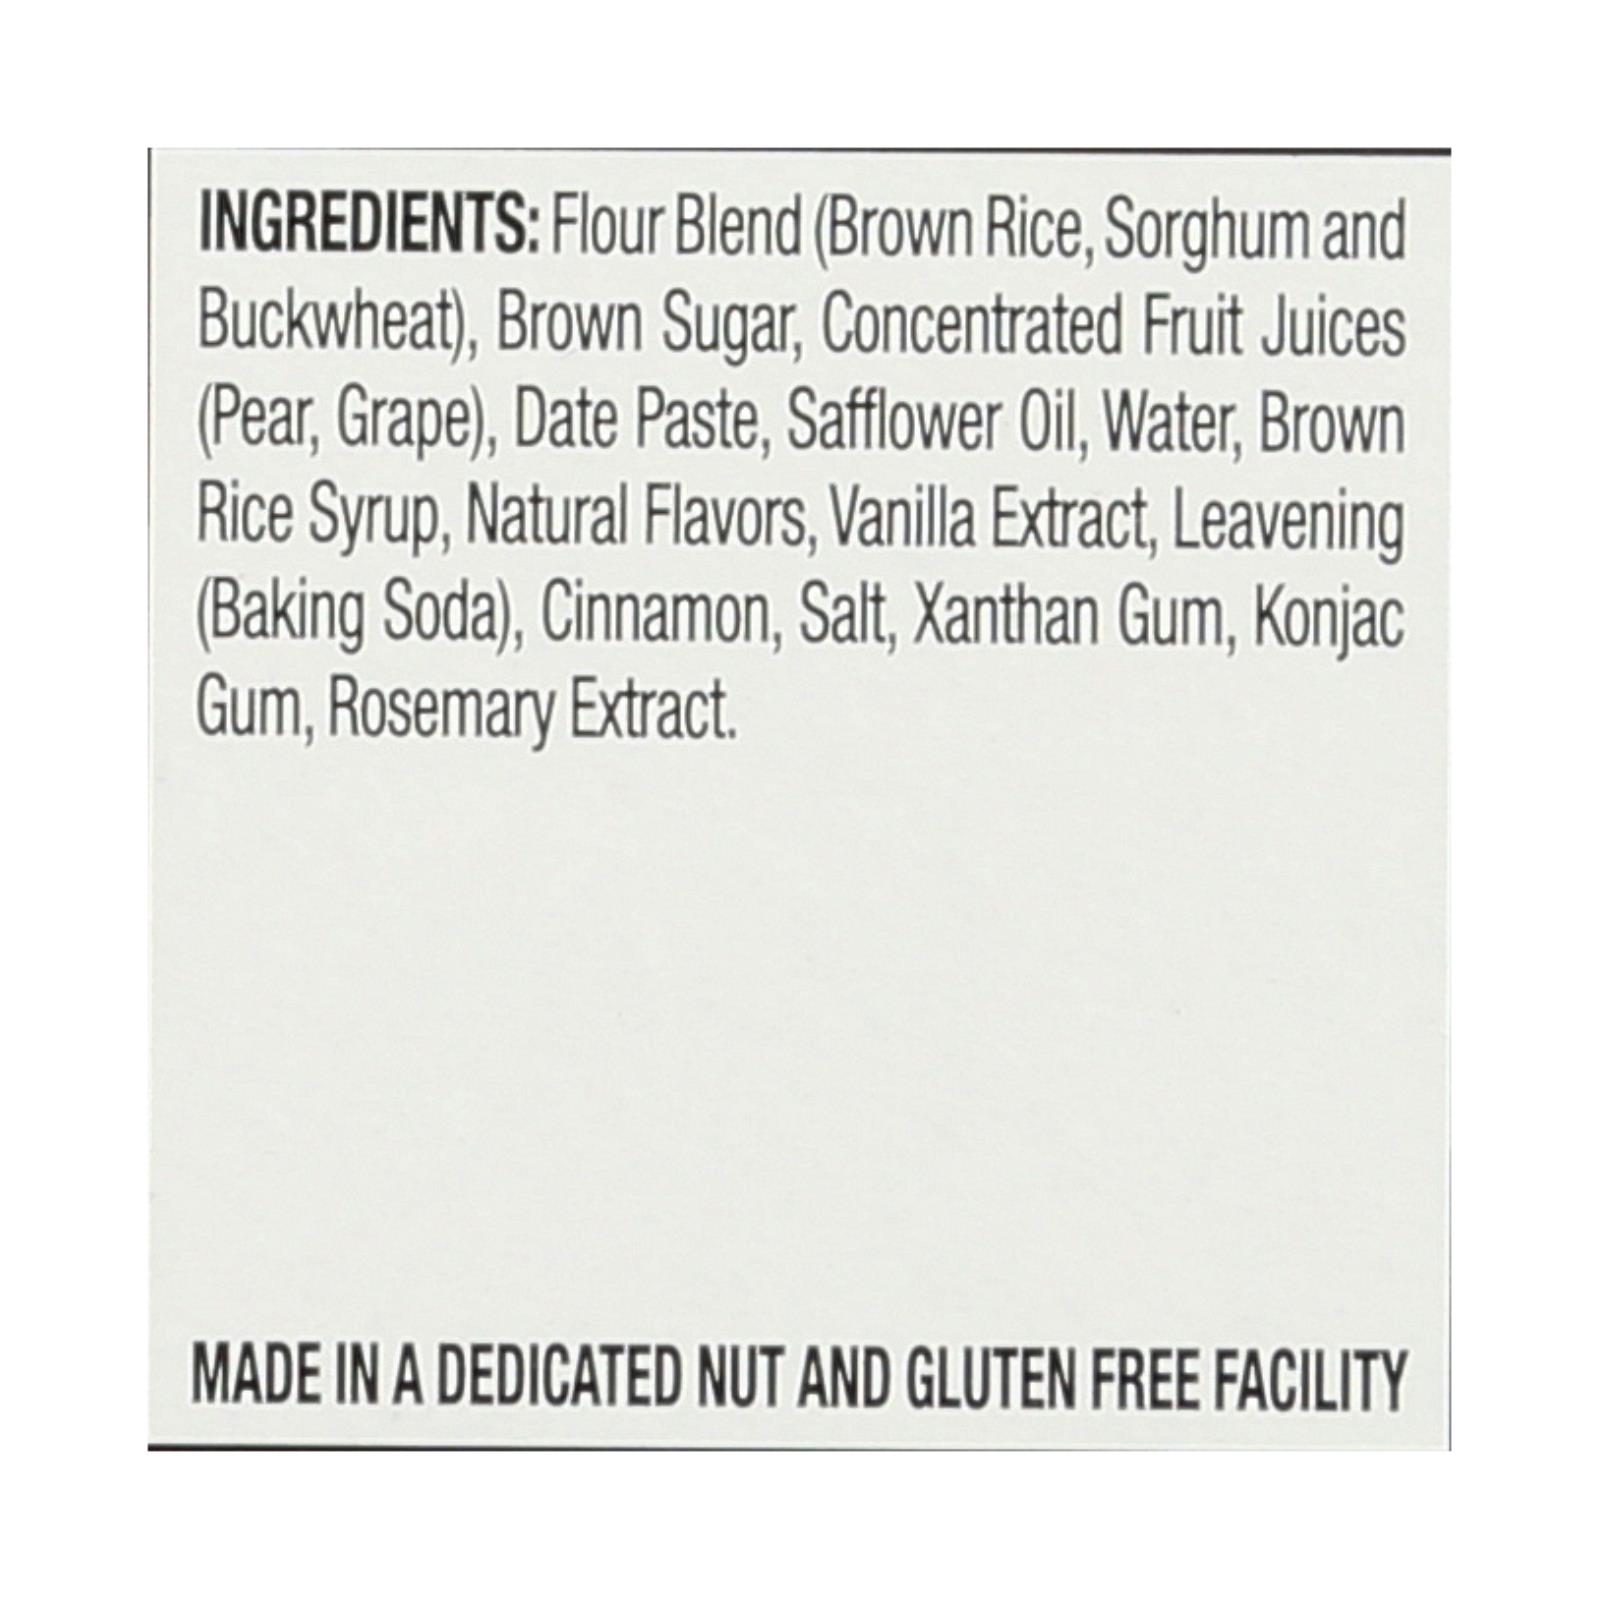 INGREDIENTS: Flour Blend (Brown Rice, Sorghum and
Buckwheat), Brown Sugar, Concentrated Fruit Juices
(Pear, Grape), Date Paste, Safflower Oil, Water, Brown
Rice Syrup, Natural Flavors, Vanilla Extract, Leavening
(Baking Soda), Cinnamon, Salt, Xanthan Gum, Konjac
Gum, Rosemary Extract.
MADE IN A DEDICATED NUT AND GLUTEN FREE FACILITY